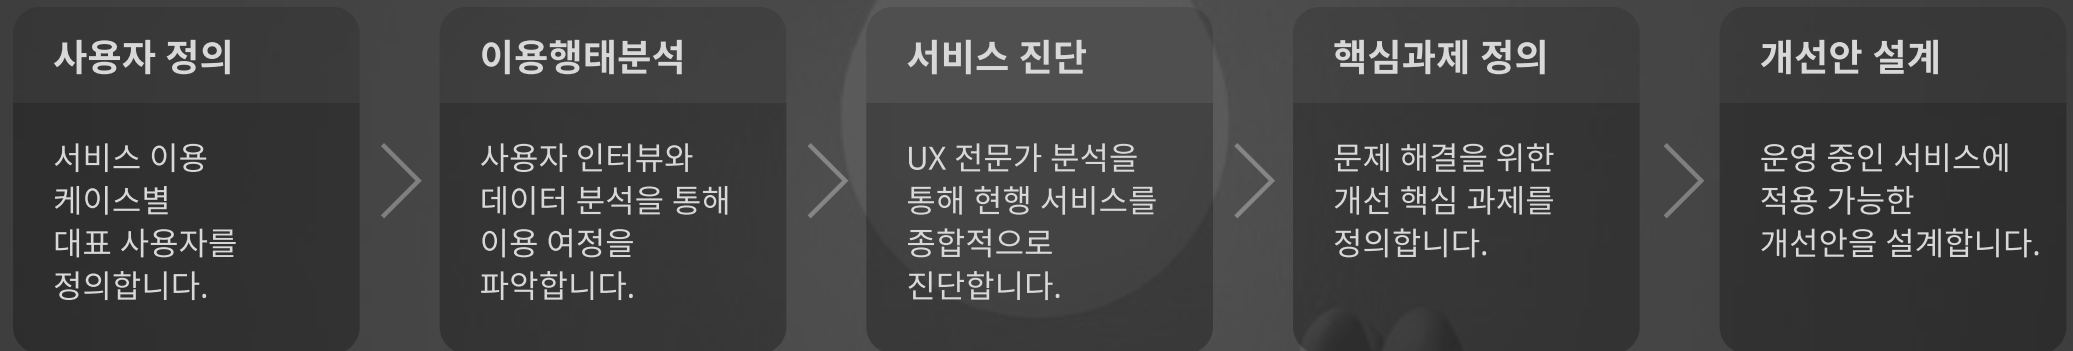 사용자 정의
서비스 이용
케이스별
대표 사용자를
정의합니다.
이용행태분석
사용자 인터뷰와
데이터 분석을 통해
이용 여정을
파악합니다.
서비스 진단
UX 전문가 분석을
통해 현행 서비스를
종합적으로
진단합니다.
핵심과제 정의
문제 해결을 위한
개선 핵심 과제를
정의합니다.
개선안 설계
운영 중인 서비스에
적용 가능한
개선안을 설계합니다.